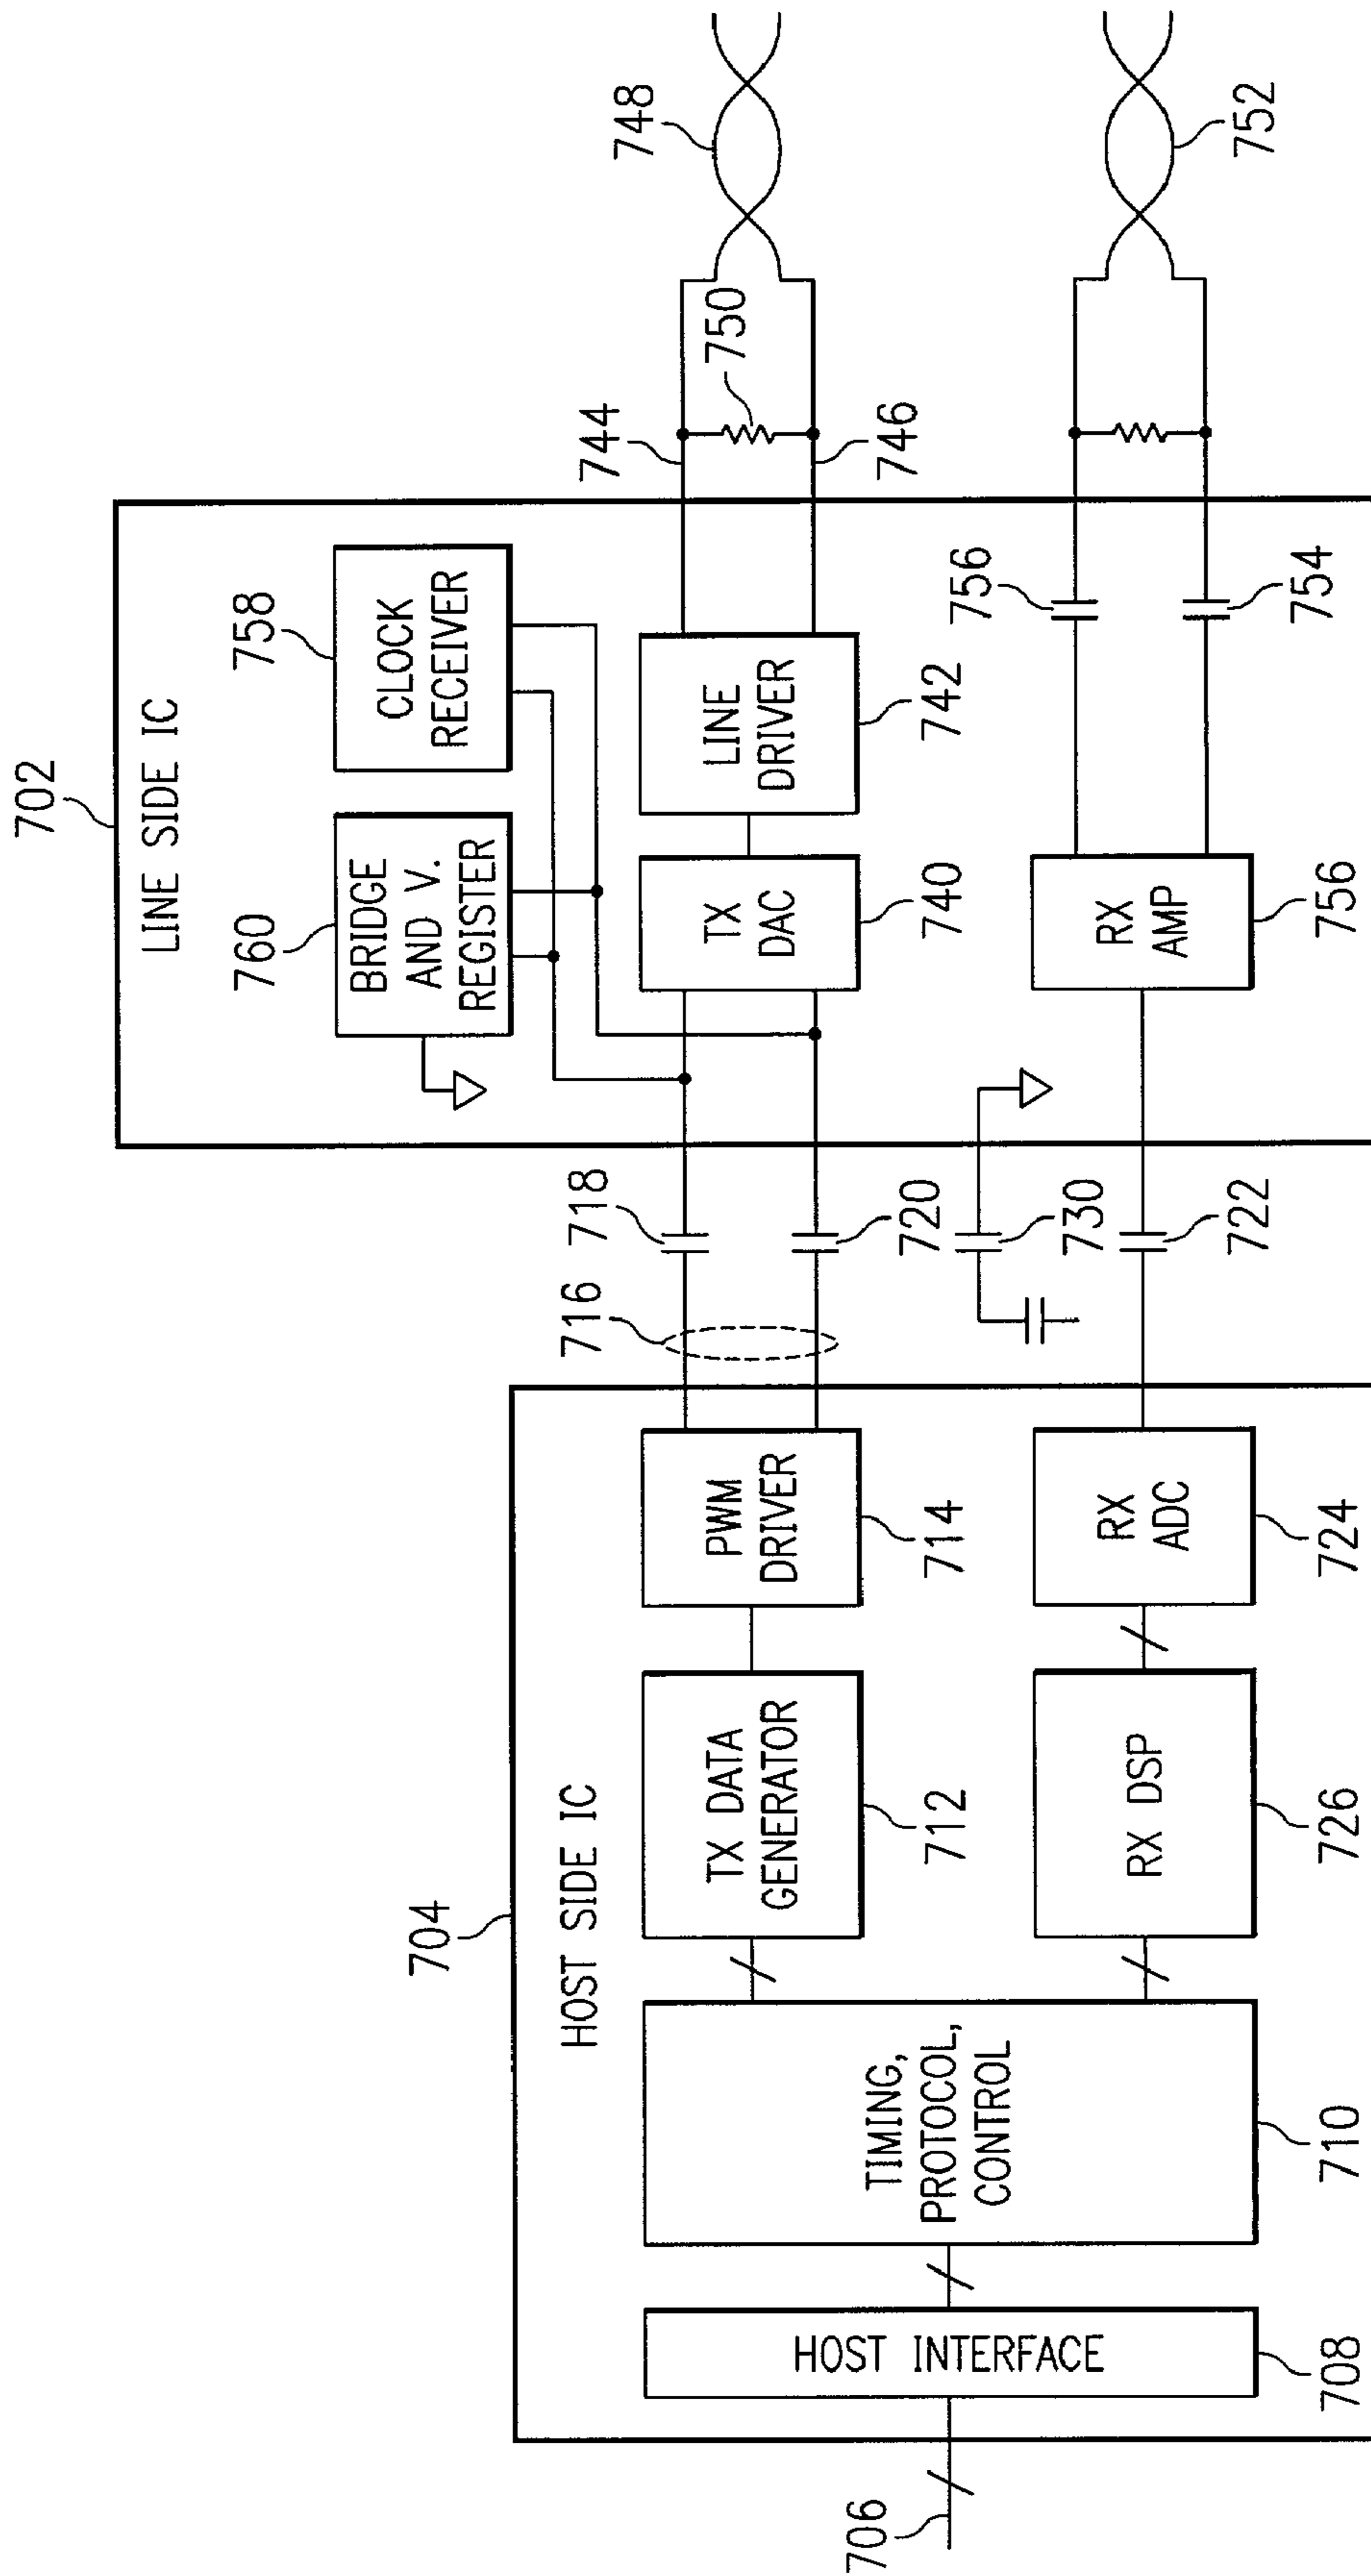 702
LINE SIDE IC
760
BRIDGE
AND V.
REGISTER
758
CLOCK
RECEIVER
704
HOST SIDE IC
706
HOST INTERFACE
708
TIMING,
PROTOCOL,
CONTROL
710
TX DATA
GENERATOR
712
PWM
DRIVER
714
716
718
720
TX
DAC
740
LINE
DRIVER
742
744
746
750
748
RX DSP
726
RX
ADC
724
730
722
RX
AMP
756
756
754
752